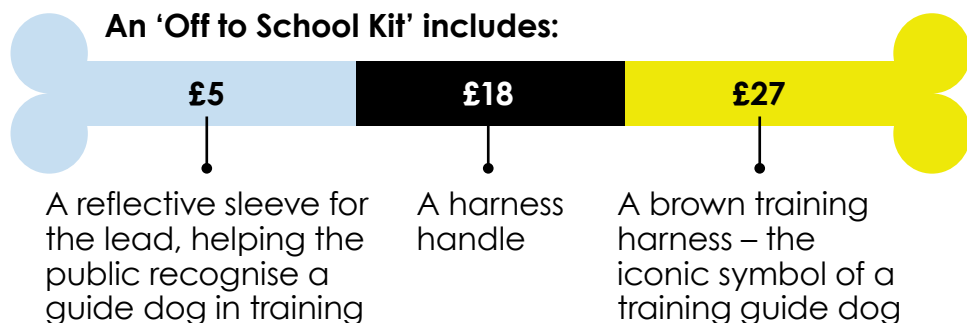 An ‘Off to School Kit’ includes:
£5
£18
£27
A reflective sleeve for
the lead, helping the
public recognise a
guide dog in training
A harness
handle
A brown training
harness – the
iconic symbol of a
training guide dog